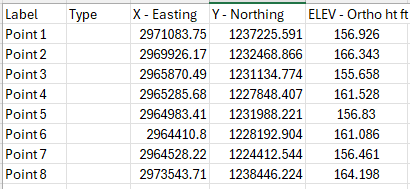 Label Type X - Easting Y - Northing ELEV - Ortho ht ft
Point 1 2971083.75 1237225.591 156.926
Point 2 2969926.17 1232468.866 166.343
Point 3 2965870.49 1231134.774 155.658
Point 4 2965285.68 1227848.407 161.528
Point 5 2964983.41 1231988.221 156.83
Point 6 2964410.8 1228192.904 161.086
Point 7 2964528.22 1224412.544 156.461
Point 8 2973543.71 1238446.224 164.198